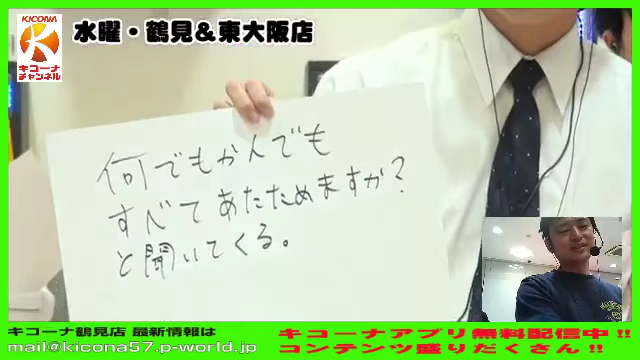 KICONA
キコーナ
チャンネル
水曜・鶴見&東大阪店
何でもかんでも
すべてあたためますか?
と聞いてくる。
キコーナ鶴見店 最新情報は
mail@kicona57.p-world.jp
キコーナアプリ無料配信中!!
コンテンツ盛りだくさん!!